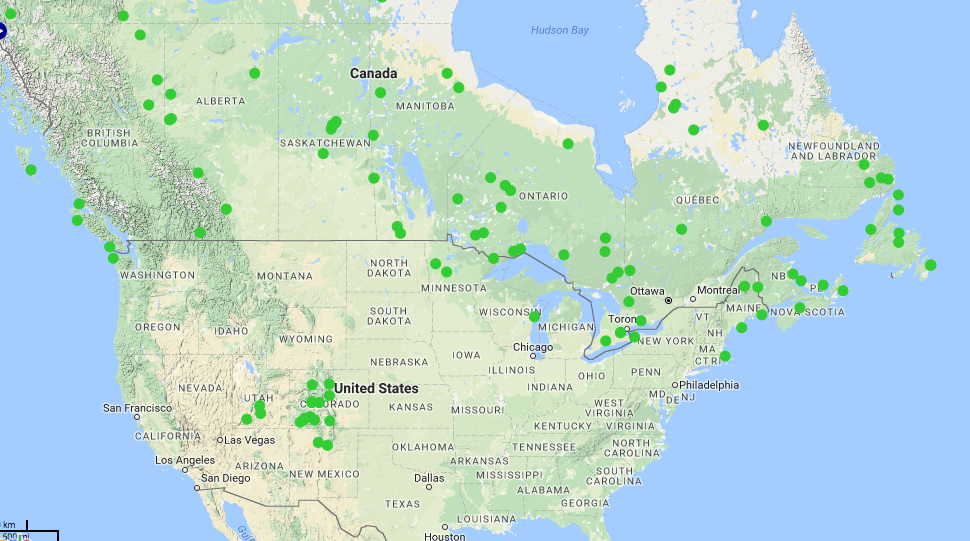 Hudson Bay
Canada
ALBERTA
MANITOBA
BRITISH
COLUMBIA
SASKATCHEWAN
NEWFOUNDLAND
AND LABRADOR
ONTARIO
QUÉBEC
WASHINGTON
MONTANA
NORTH
DAKOTA
MINNESOTA
Ottawa
Montreal
NB
MAINE
NOVA SCOTIA
OREGON
IDAHO
WYOMING
SOUTH
DAKOTA
WISCONSIN
MICHIGAN
VT
NH
NEW YORK
MA
CT
RI
Chicago
IOWA
NEBRASKA
ILLINOIS
INDIANA
OHIO
PENN
Philadelphia
MD
DE
NJ
NEVADA
UTAH
United States
COLORADO
KANSAS
MISSOURI
WEST
VIRGINIA
KENTUCKY
VIRGINIA
San Francisco
CALIFORNIA
Las Vegas
Los Angeles
San Diego
ARIZONA
NEW MEXICO
OKLAHOMA
ARKANSAS
TENNESSEE
NORTH
CAROLINA
SOUTH
CAROLINA
MISSISSIPPI
Dallas
ALABAMA
GEORGIA
TEXAS
LOUISIANA
Houston
km
500 mi